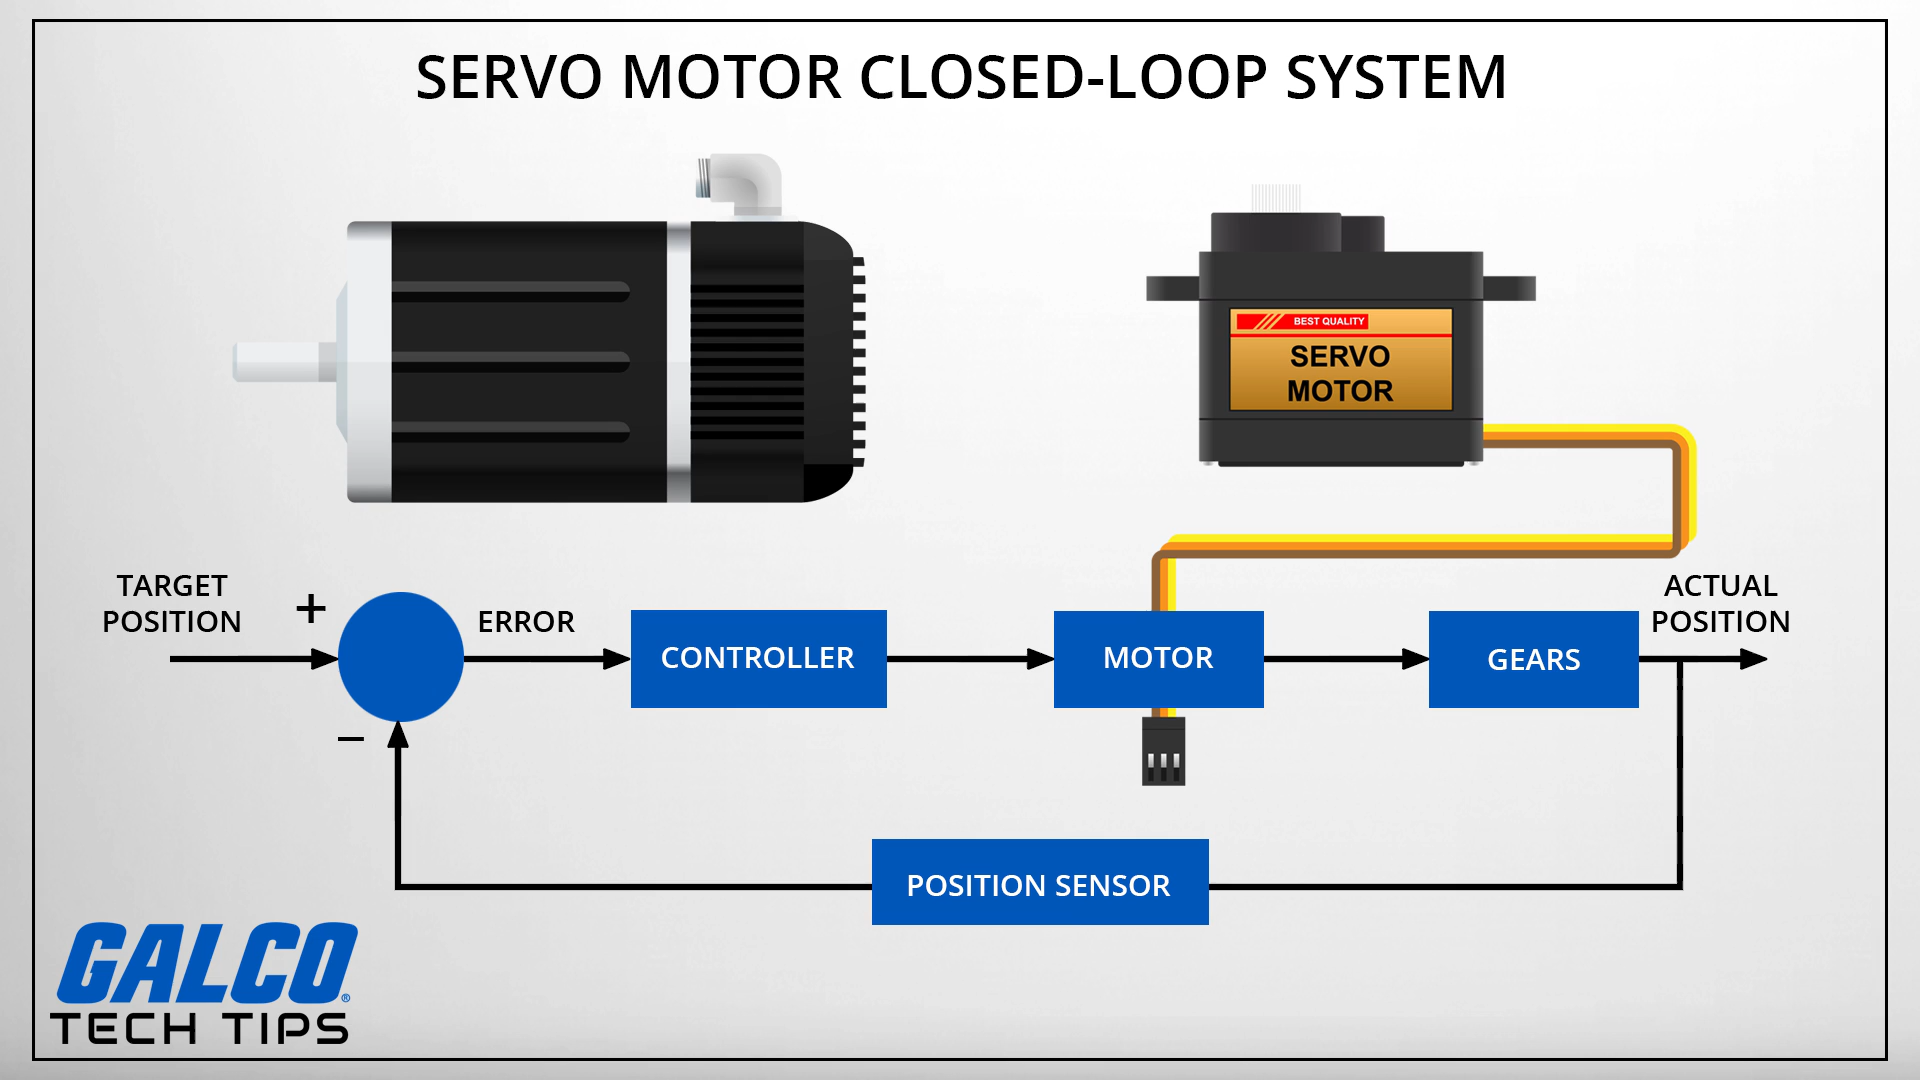 SERVO MOTOR CLOSED-LOOP SYSTEM
BEST QUALITY
SERVO
MOTOR
TARGET
POSITION
+
ERROR
CONTROLLER
MOTOR
GEARS
ACTUAL
POSITION
−
POSITION SENSOR
GALCO®
TECH TIPS